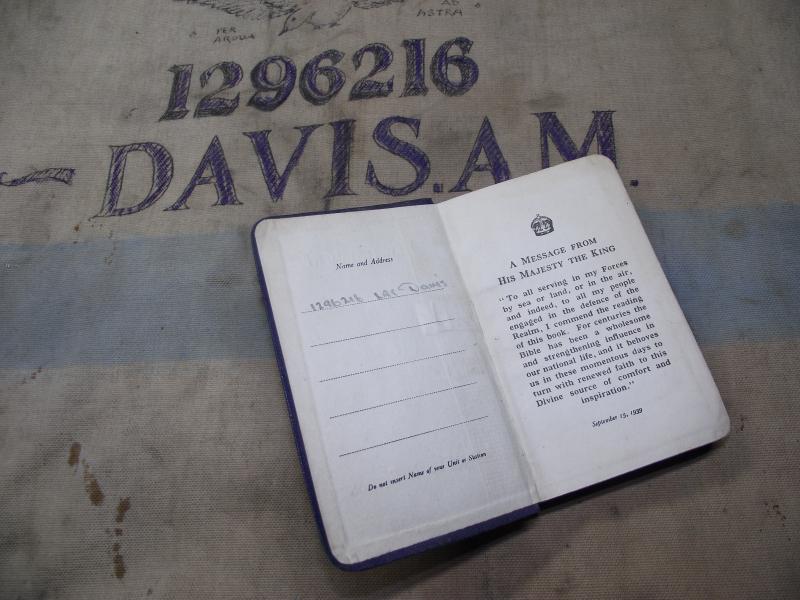 PER
ARDUA
AD
ASTRA
1296216
DAVIS.A.M.
Name and Address
1296216 LAC Davis
Do not insert Name of your Unit or Station
A MESSAGE FROM
HIS MAJESTY THE KING
"To all serving in my Forces
by sea or land, or in the air,
and indeed, to all my people
engaged in the defence of the
Realm, I commend the reading
of this book. For centuries the
Bible has been a wholesome
and strengthening influence in
our national life, and it behoves
us in these momentous days to
turn with renewed faith to this
Divine source of comfort and
inspiration."
September 15, 1939